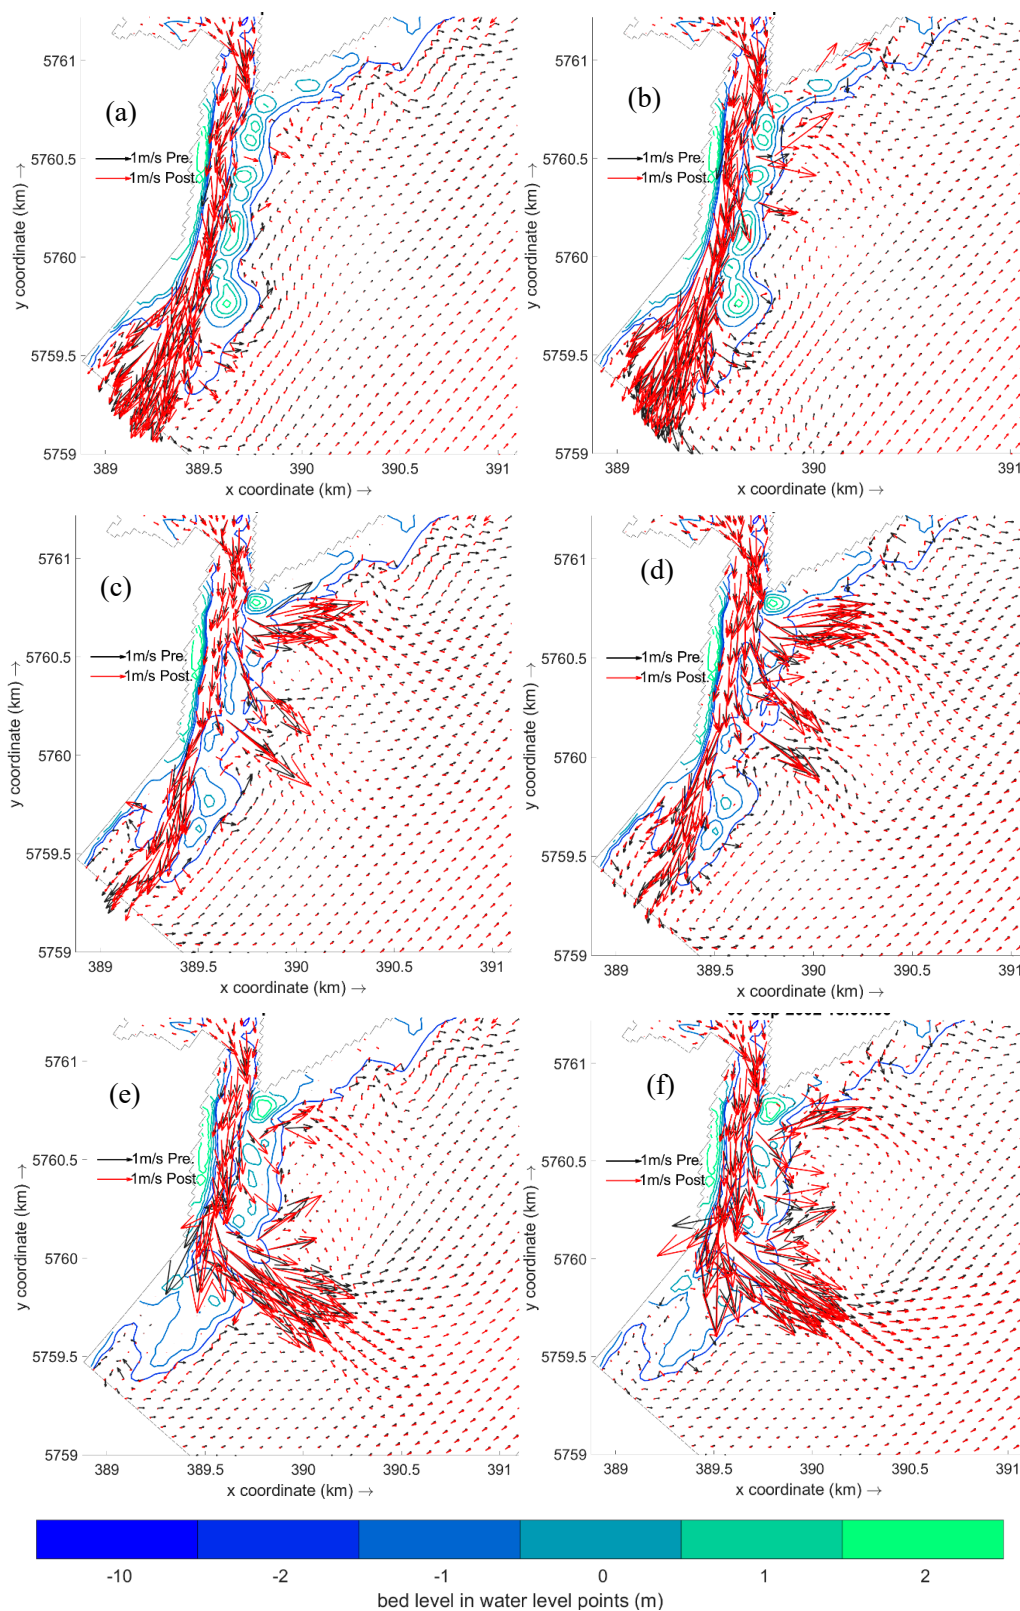 (a)
5761
5760.5
5760
5759.5
5759
y coordinate (km) →
1m/s Pre.
1m/s Post
389
389.5
390
390.5
391
x coordinate (km) →
(b)
5761
5760.5
5760
5759.5
5759
y coordinate (km) →
1m/s Pre.
1m/s Post
389
390
391
x coordinate (km) →
(c)
5761
5760.5
5760
5759.5
5759
y coordinate (km) →
1m/s Pre.
1m/s Post
389
389.5
390
390.5
391
x coordinate (km) →
(d)
5761
5760.5
5760
5759.5
5759
y coordinate (km) →
1m/s Pre.
1m/s Post
389
389.5
390
390.5
391
x coordinate (km) →
(e)
5761
5760.5
5760
5759.5
5759
y coordinate (km) →
1m/s Pre.
1m/s Post
389
389.5
390
390.5
391
x coordinate (km) →
(f)
5761
5760.5
5760
5759.5
5759
y coordinate (km) →
1m/s Pre.
1m/s Post
389
389.5
390
390.5
391
x coordinate (km) →
-10 -2 -1 0 1 2
bed level in water level points (m)